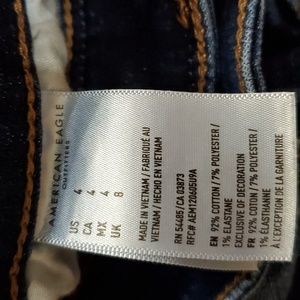 AMERICAN EAGLE
OUTFITTERS
US 4
CA 4
MX 4
UK 8
MADE IN VIETNAM / FABRIQUÉ AU
VIETNAM / HECHO EN VIETNAM
RN 54485 / CA 03873
RFC# AEM1206050J9A
EN 92% COTTON / 7% POLYESTER /
1% ELASTANE
EXCLUSIVE OF DECORATION
FR 92% COTON / 7% POLYESTER /
1% ÉLASTHANNE
À L'EXCEPTION DE LA GARNITURE